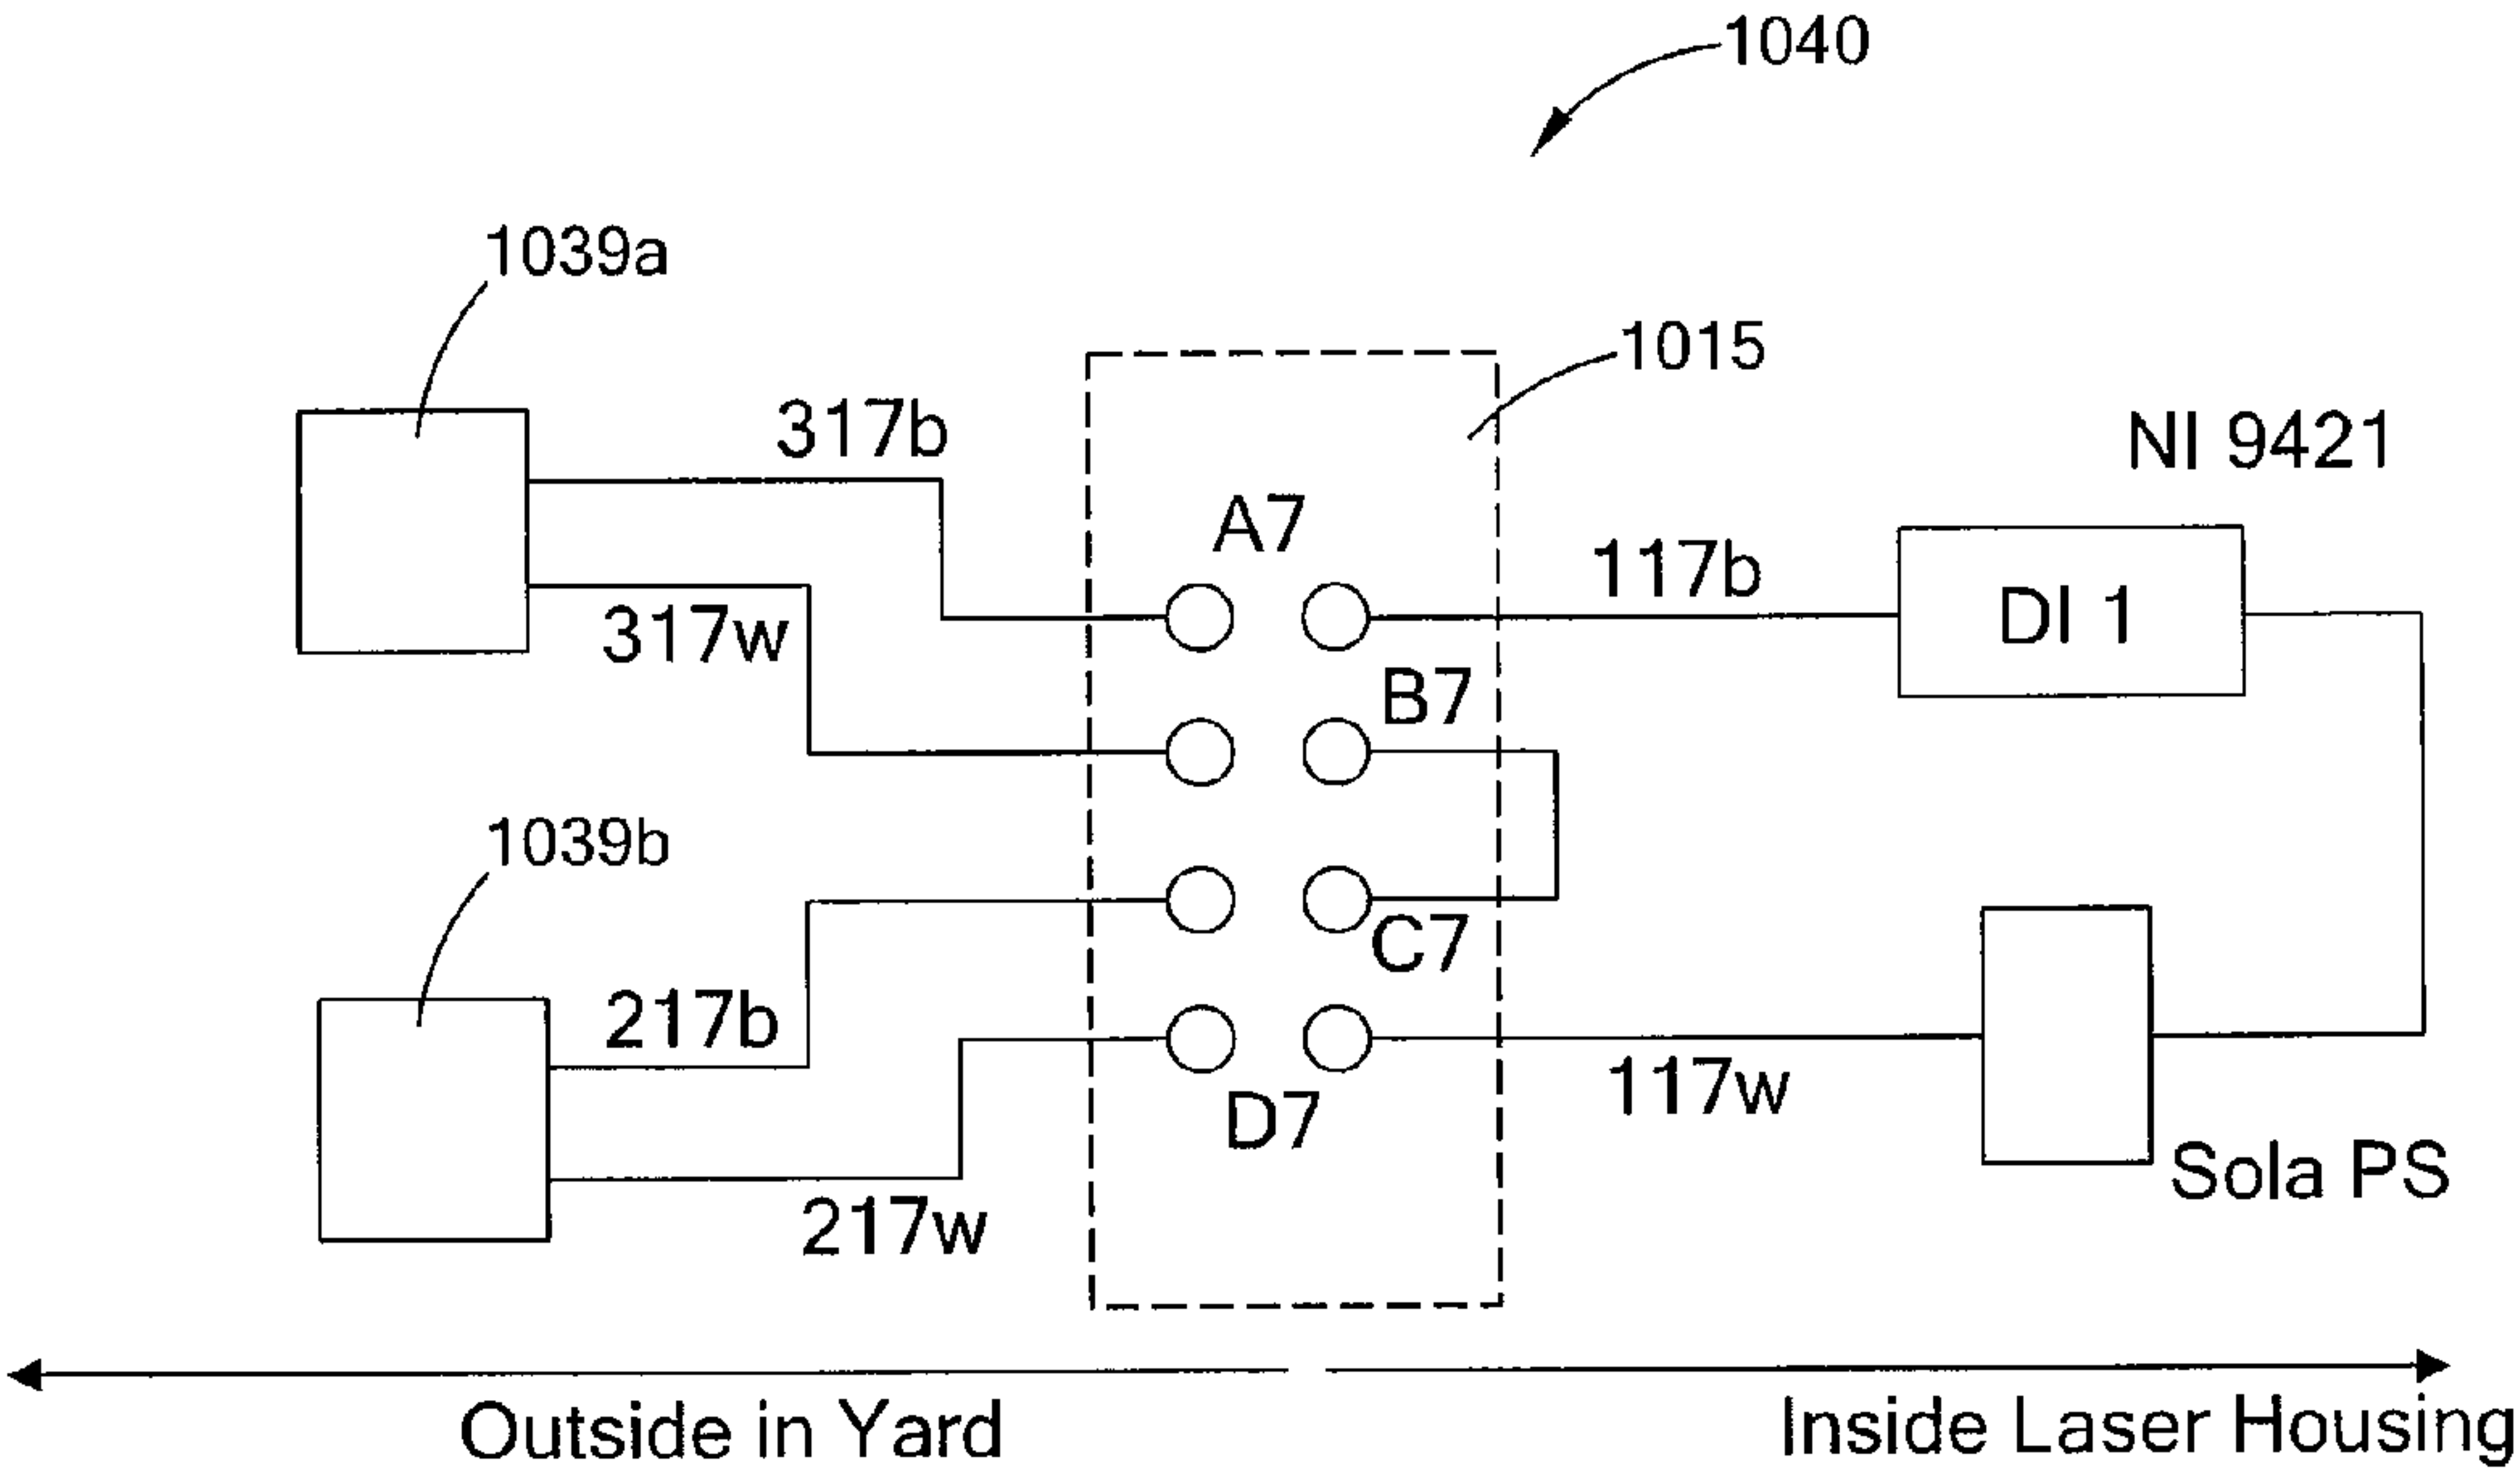 1040
1039a
1015
317b
NI 9421
A7
117b
DI 1
317w
B7
1039b
C7
217b
117w
D7
Sola PS
217w
Outside in Yard
Inside Laser Housing